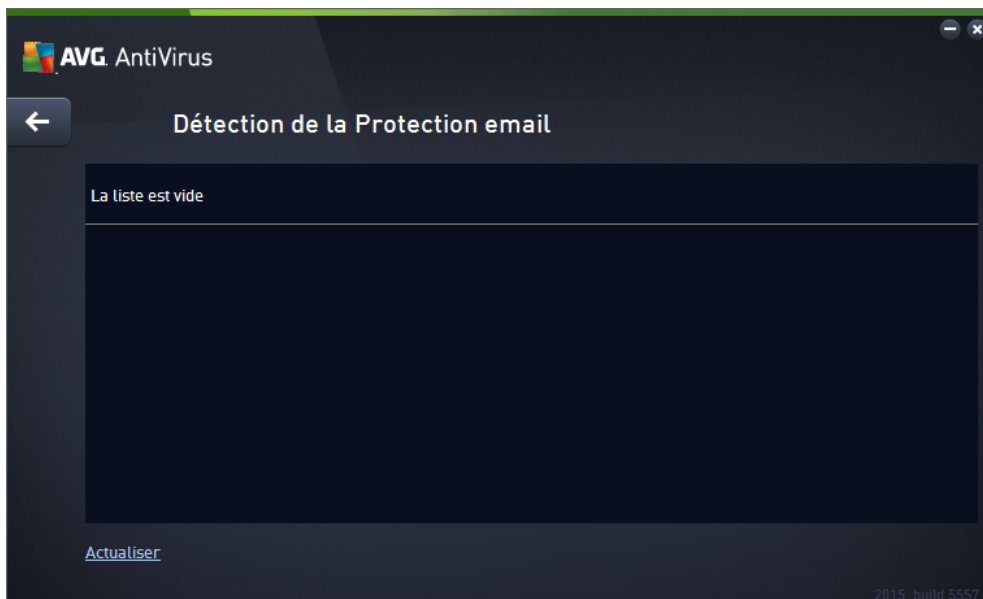 AVG. AntiVirus
Détection de la Protection email
La liste est vide
Actualiser
2015 build 5557